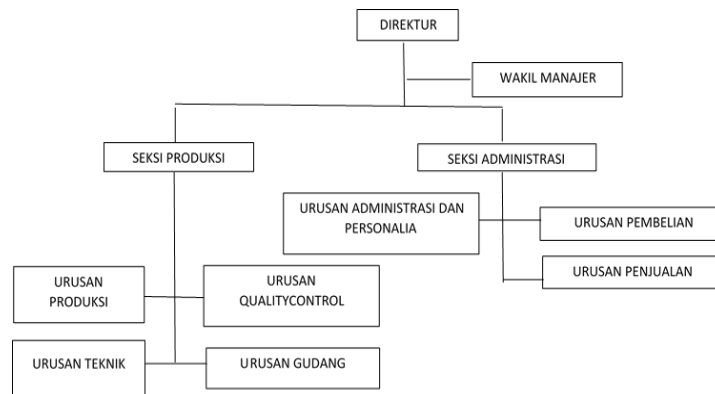 DIREKTUR
WAKIL MANAJER
SEKSI PRODUKSI
SEKSI ADMINISTRASI
URUSAN ADMINISTRASI DAN
PERSONALIA
URUSAN PEMBELIAN
URUSAN PENJUALAN
URUSAN
PRODUKSI
URUSAN
QUALITYCONTROL
URUSAN TEKNIK
URUSAN GUDANG